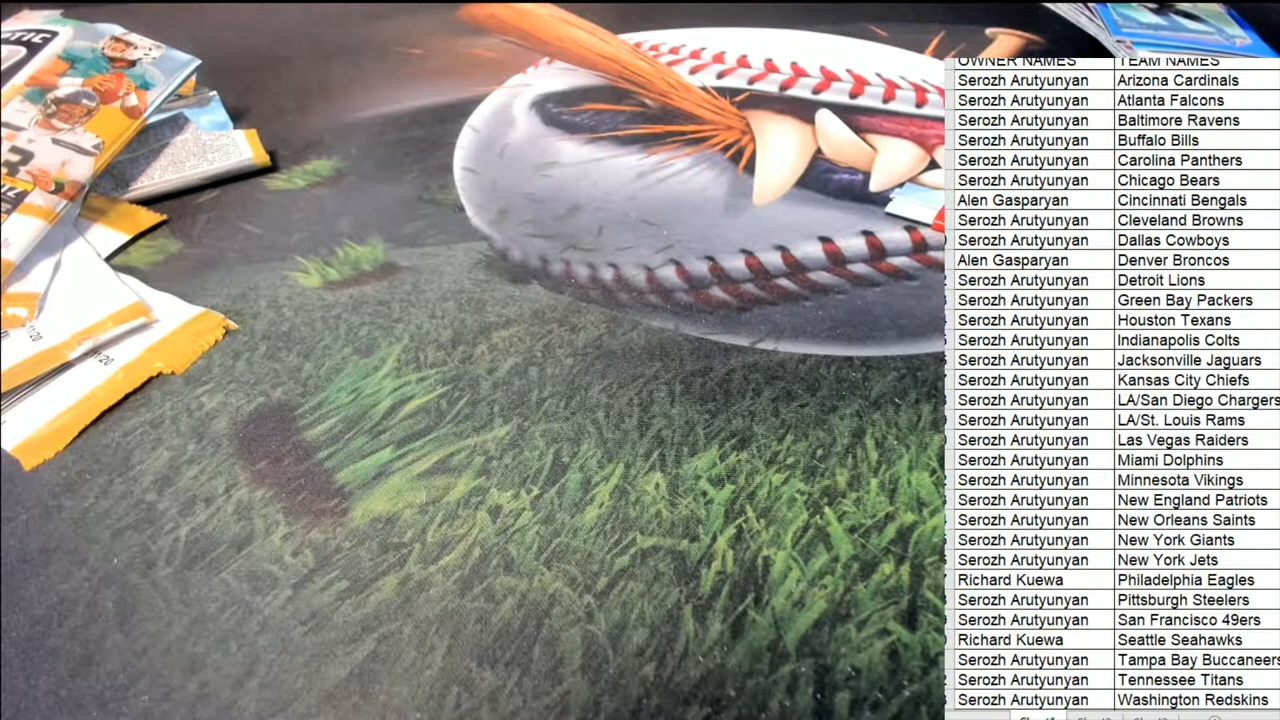 TIC
11/20
11/20
OWNER NAMES TEAM NAMES
Serozh Arutyunyan Arizona Cardinals
Serozh Arutyunyan Atlanta Falcons
Serozh Arutyunyan Baltimore Ravens
Serozh Arutyunyan Buffalo Bills
Serozh Arutyunyan Carolina Panthers
Serozh Arutyunyan Chicago Bears
Alen Gasparyan Cincinnati Bengals
Serozh Arutyunyan Cleveland Browns
Serozh Arutyunyan Dallas Cowboys
Alen Gasparyan Denver Broncos
Serozh Arutyunyan Detroit Lions
Serozh Arutyunyan Green Bay Packers
Serozh Arutyunyan Houston Texans
Serozh Arutyunyan Indianapolis Colts
Serozh Arutyunyan Jacksonville Jaguars
Serozh Arutyunyan Kansas City Chiefs
Serozh Arutyunyan LA/San Diego Chargers
Serozh Arutyunyan LA/St. Louis Rams
Serozh Arutyunyan Las Vegas Raiders
Serozh Arutyunyan Miami Dolphins
Serozh Arutyunyan Minnesota Vikings
Serozh Arutyunyan New England Patriots
Serozh Arutyunyan New Orleans Saints
Serozh Arutyunyan New York Giants
Serozh Arutyunyan New York Jets
Richard Kuewa Philadelphia Eagles
Serozh Arutyunyan Pittsburgh Steelers
Serozh Arutyunyan San Francisco 49ers
Richard Kuewa Seattle Seahawks
Serozh Arutyunyan Tampa Bay Buccaneers
Serozh Arutyunyan Tennessee Titans
Serozh Arutyunyan Washington Redskins